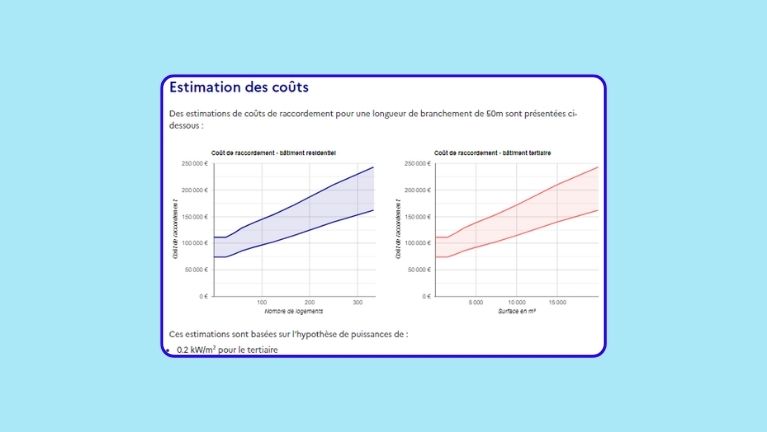 Estimation des coûts
Des estimations de coûts de raccordement pour une longueur de branchement de 50m sont présentées ci-
dessous :
Coût de raccordement - bâtiment résidentiel
250 000 €
200 000 €
150 000 €
100 000 €
50 000 €
0 €
Coût de raccordement
100
200
300
Nombre de logements
Coût de raccordement - bâtiment tertiaire
250 000 €
200 000 €
150 000 €
100 000 €
50 000 €
0 €
Coût de raccordement
5 000
10 000
15 000
Surface en m²
Ces estimations sont basées sur l'hypothèse de puissances de :
• 0.2 kW/m² pour le tertiaire